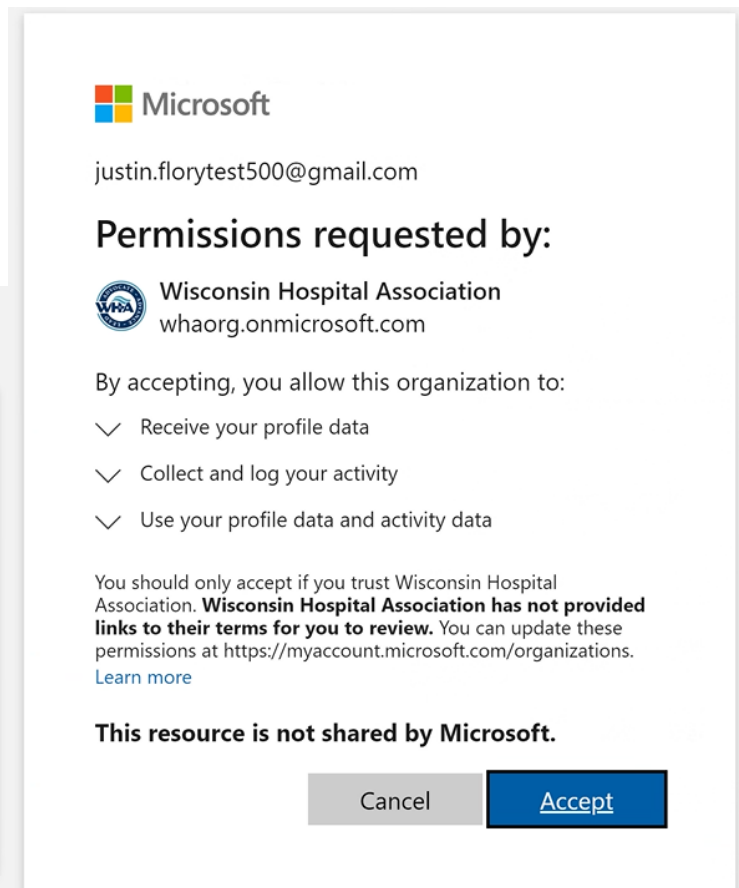 Microsoft
justin.florytest500@gmail.com
Permissions requested by:
WHA
Wisconsin Hospital Association
whaorg.onmicrosoft.com
By accepting, you allow this organization to:
Receive your profile data
Collect and log your activity
Use your profile data and activity data
You should only accept if you trust Wisconsin Hospital
Association. Wisconsin Hospital Association has not provided
links to their terms for you to review. You can update these
permissions at https://myaccount.microsoft.com/organizations.
Learn more
This resource is not shared by Microsoft.
Cancel
Accept